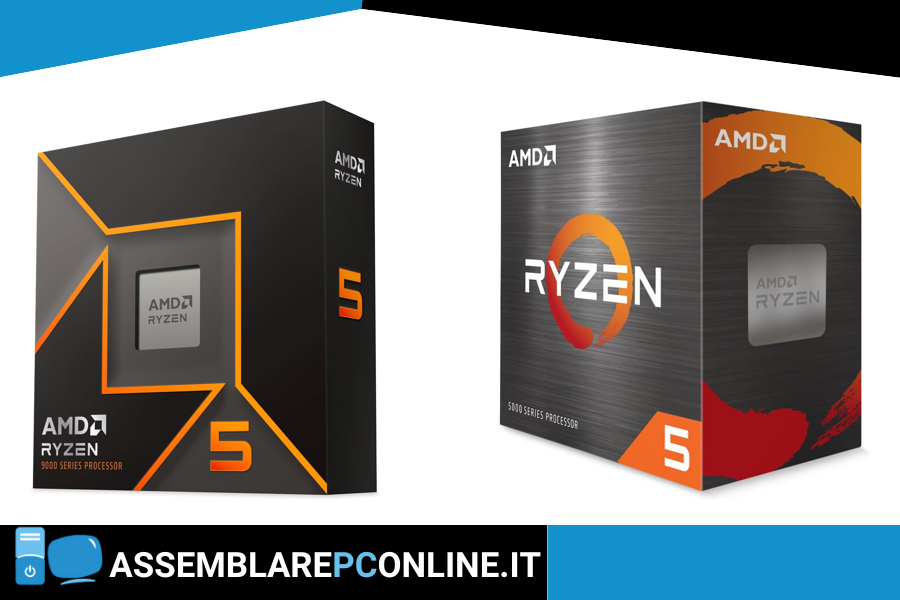 AMD
RYZEN
5
AMD
RYZEN
AMD
RYZEN
9000 SERIES PROCESSOR
5
AMD
RYZEN
5000 SERIES PROCESSOR
5
AMD
AMD
RYZEN
ASSEMBLAREPCONLINE.IT